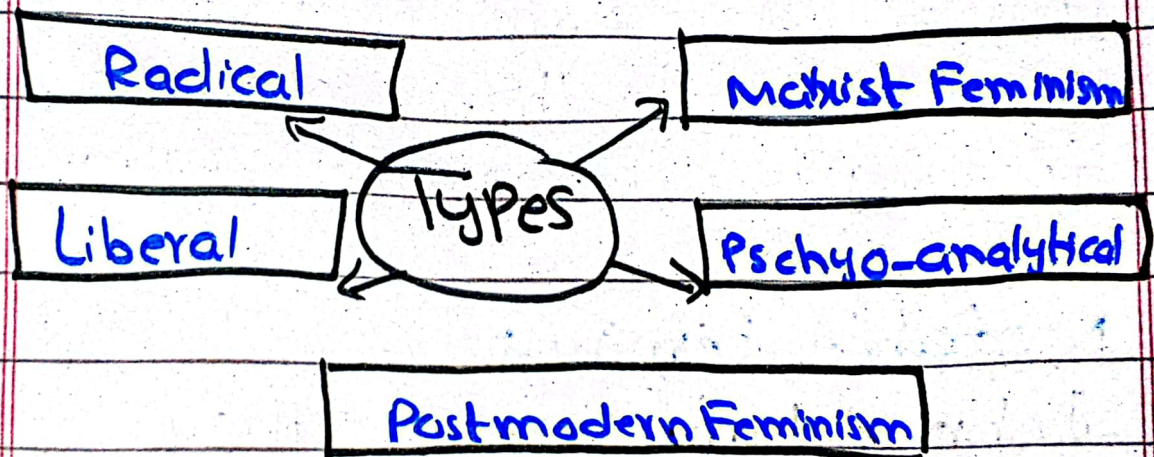 Radical
Marxist Feminism
Types
Liberal
Pschyo-analytical
Postmodern Feminism